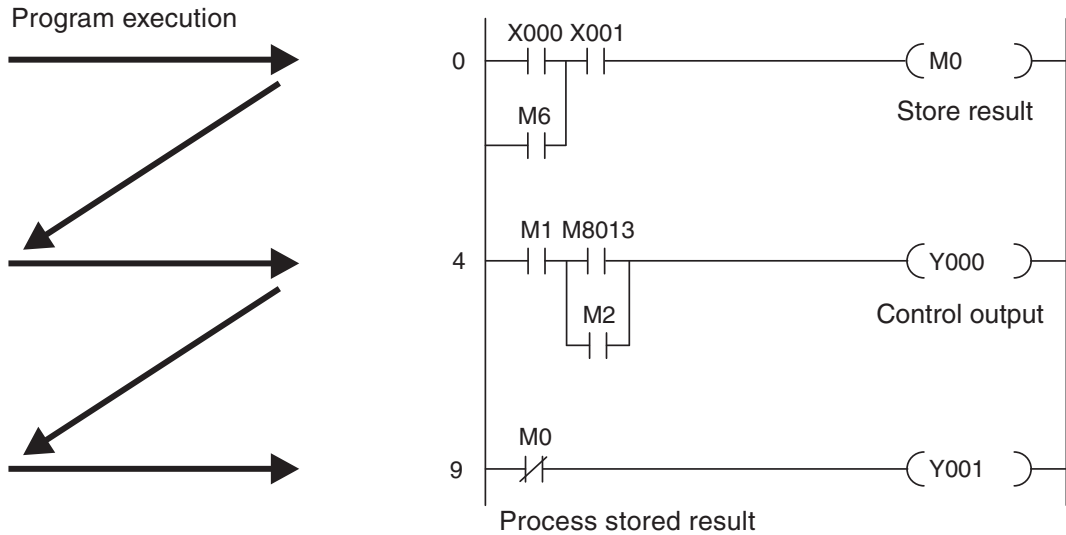 Program execution
X000 X001
0
M0
Store result
M6
M1 M8013
4
Y000
Control output
M2
M0
9
Y001
Process stored result